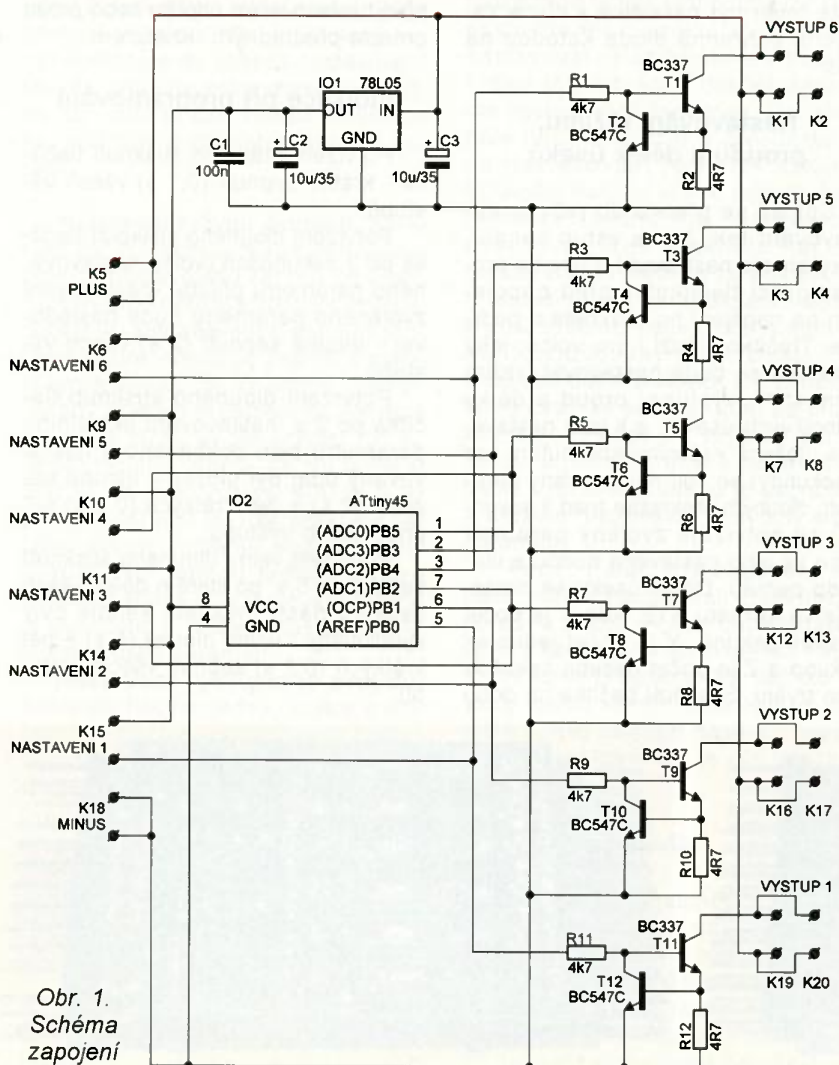 VYSTUP 6
BC337
T1
R1
4k7
T2
BC547C
R2
4R7
K1
K2
IO1
78L05
OUT
IN
GND
C1
100n
+
C2
10u/35
+
C3
10u/35
VYSTUP 5
BC337
T3
R3
4k7
T4
BC547C
R4
4R7
K3
K4
K5
PLUS
K6
NASTAVENI 6
K9
NASTAVENI 5
K10
NASTAVENI 4
K11
NASTAVENI 3
K14
NASTAVENI 2
K15
NASTAVENI 1
K18
MINUS
VYSTUP 4
BC337
T5
R5
4k7
T6
BC547C
R6
4R7
K7
K8
IO2
ATtiny45
(ADC0)PB5
1
(ADC3)PB3
2
(ADC2)PB4
3
(ADC1)PB2
7
8
VCC
(OCP)PB1
6
4
GND
(AREF)PB0
5
VYSTUP 3
BC337
T7
R7
4k7
T8
BC547C
R8
4R7
K12
K13
VYSTUP 2
BC337
T9
R9
4k7
T10
BC547C
R10
4R7
K16
K17
VYSTUP 1
BC337
T11
R11
4k7
T12
BC547C
R12
4R7
K19
K20
Obr. 1.
Schéma
zapojení